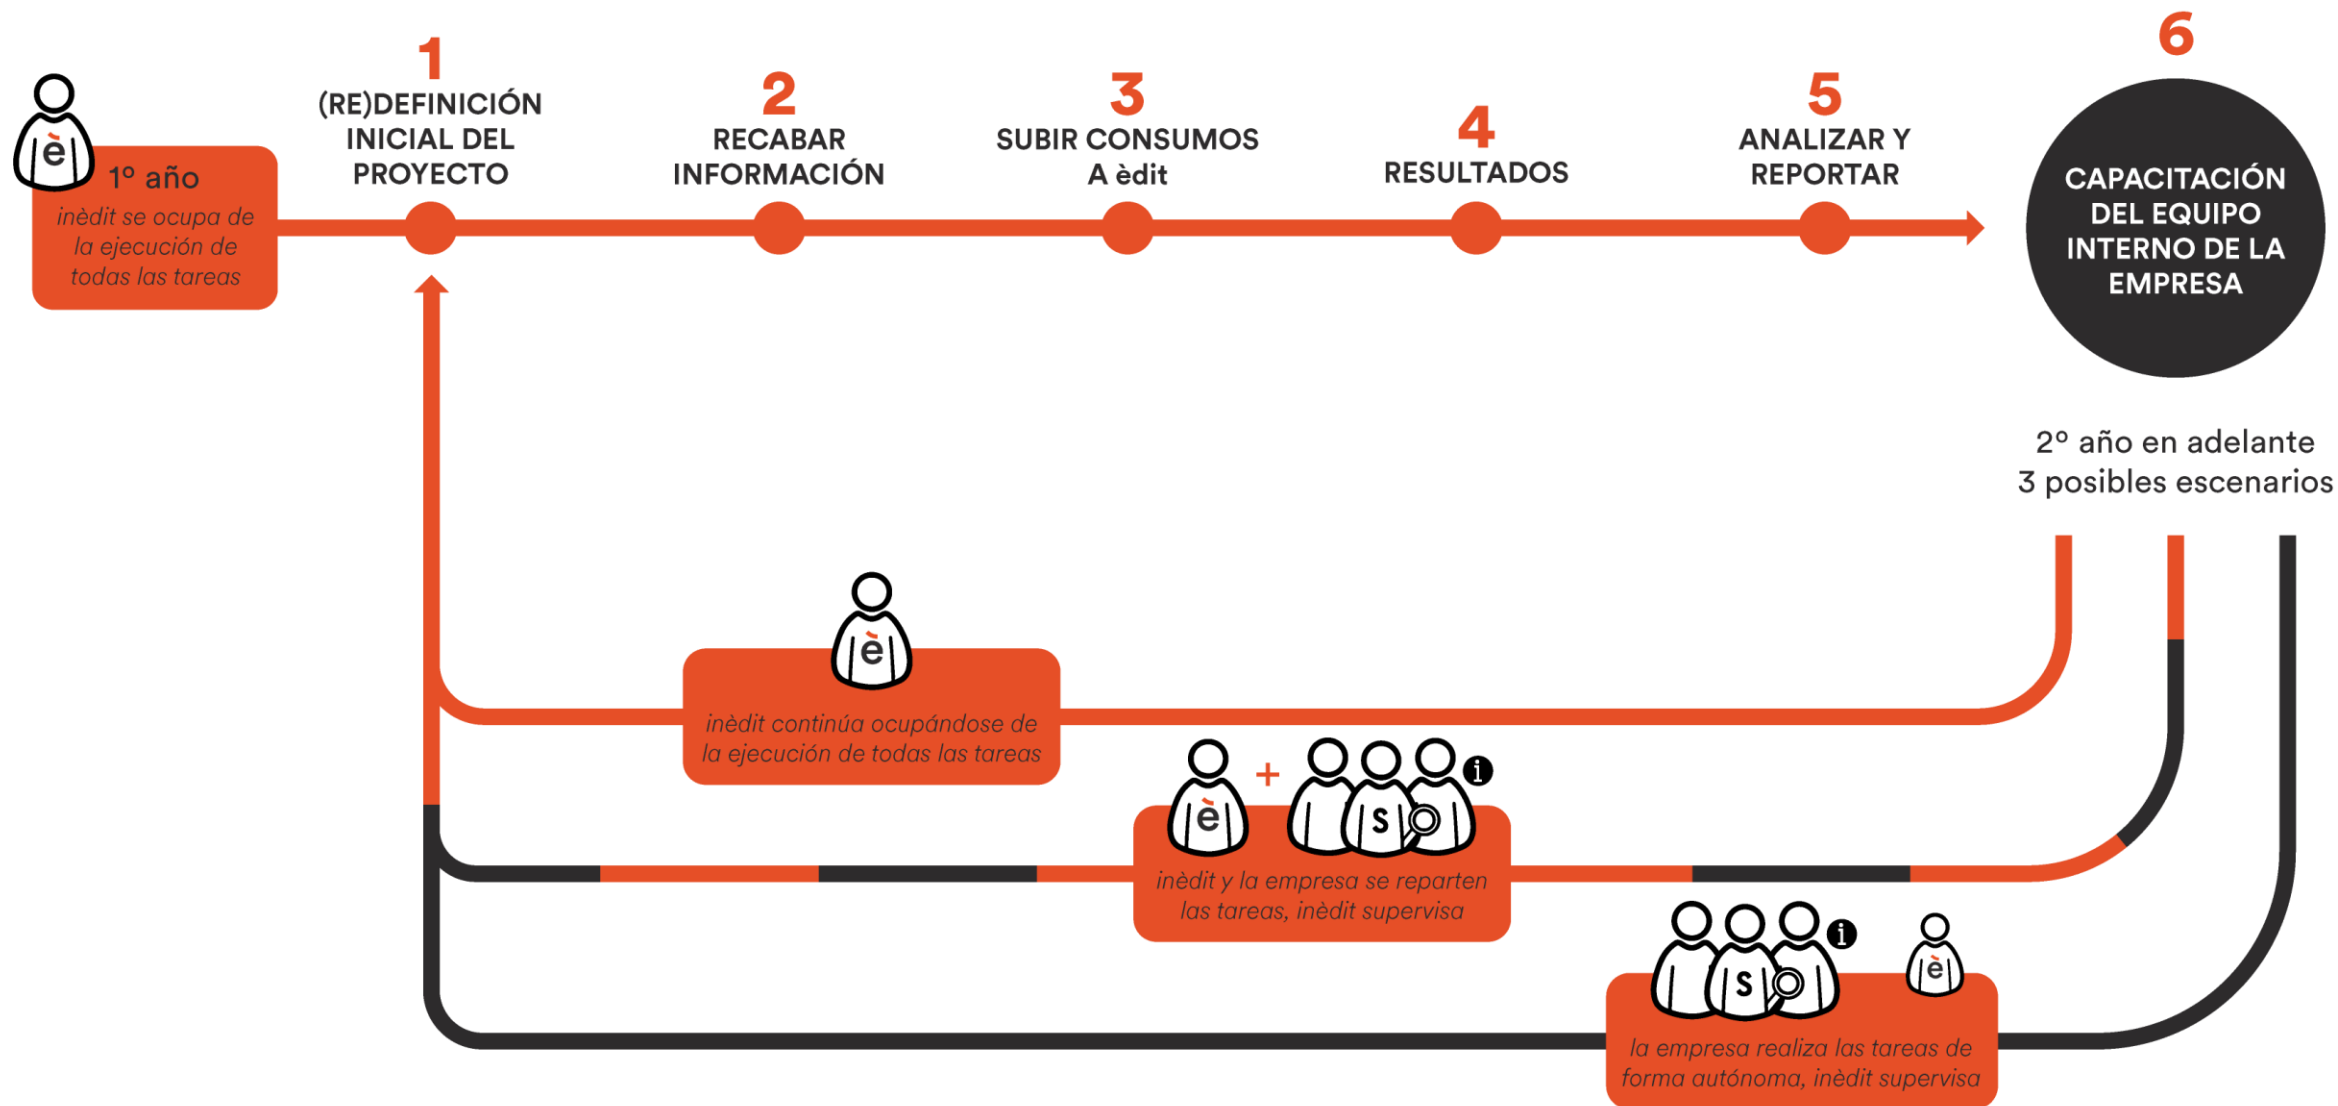 1
(RE)DEFINICIÓN
INICIAL DEL
PROYECTO
2
RECABAR
INFORMACIÓN
3
SUBIR CONSUMOS
A èdit
4
RESULTADOS
5
ANALIZAR Y
REPORTAR
6
CAPACITACIÓN
DEL EQUIPO
INTERNO DE LA
EMPRESA
è
1º año
inèdit se ocupa de
la ejecución de
todas las tareas
2º año en adelante
3 posibles escenarios
è
inèdit continúa ocupándose de
la ejecución de todas las tareas
è + s i
inèdit y la empresa se reparten
las tareas, inèdit supervisa
s i è
la empresa realiza las tareas de
forma autónoma, inèdit supervisa